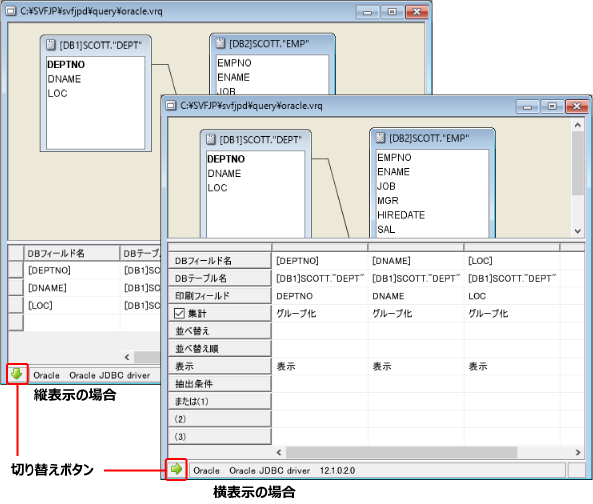 C:¥SVFJP¥svfjpd¥query¥oracle.vrq
[DB1]SCOTT."DEPT"
DEPTNO
DNAME
LOC
[DB2]SCOTT."EMP"
EMPNO
ENAME
JOB
DBフィールド名 DBテーブル
[DEPTNO] [DB1]SC
[DNAME] [DB1]SC
[LOC] [DB1]SC
Oracle Oracle JDBC driver
縦表示の場合
C:¥SVFJP¥svfjpd¥query¥oracle.vrq
[DB1]SCOTT."DEPT"
DEPTNO
DNAME
LOC
[DB2]SCOTT."EMP"
EMPNO
ENAME
JOB
MGR
HIREDATE
SAL
DBフィールド名 [DEPTNO] [DNAME] [LOC]
DBテーブル名 [DB1]SCOTT."DEPT" [DB1]SCOTT."DEPT" [DB1]SCOTT."DEPT"
印刷フィールド DEPTNO DNAME LOC
集計 グループ化 グループ化 グループ化
並べ替え
並べ替え順
表示 表示 表示 表示
抽出条件
または(1)
(2)
(3)
Oracle Oracle JDBC driver 12.1.0.2.0
切り替えボタン
横表示の場合